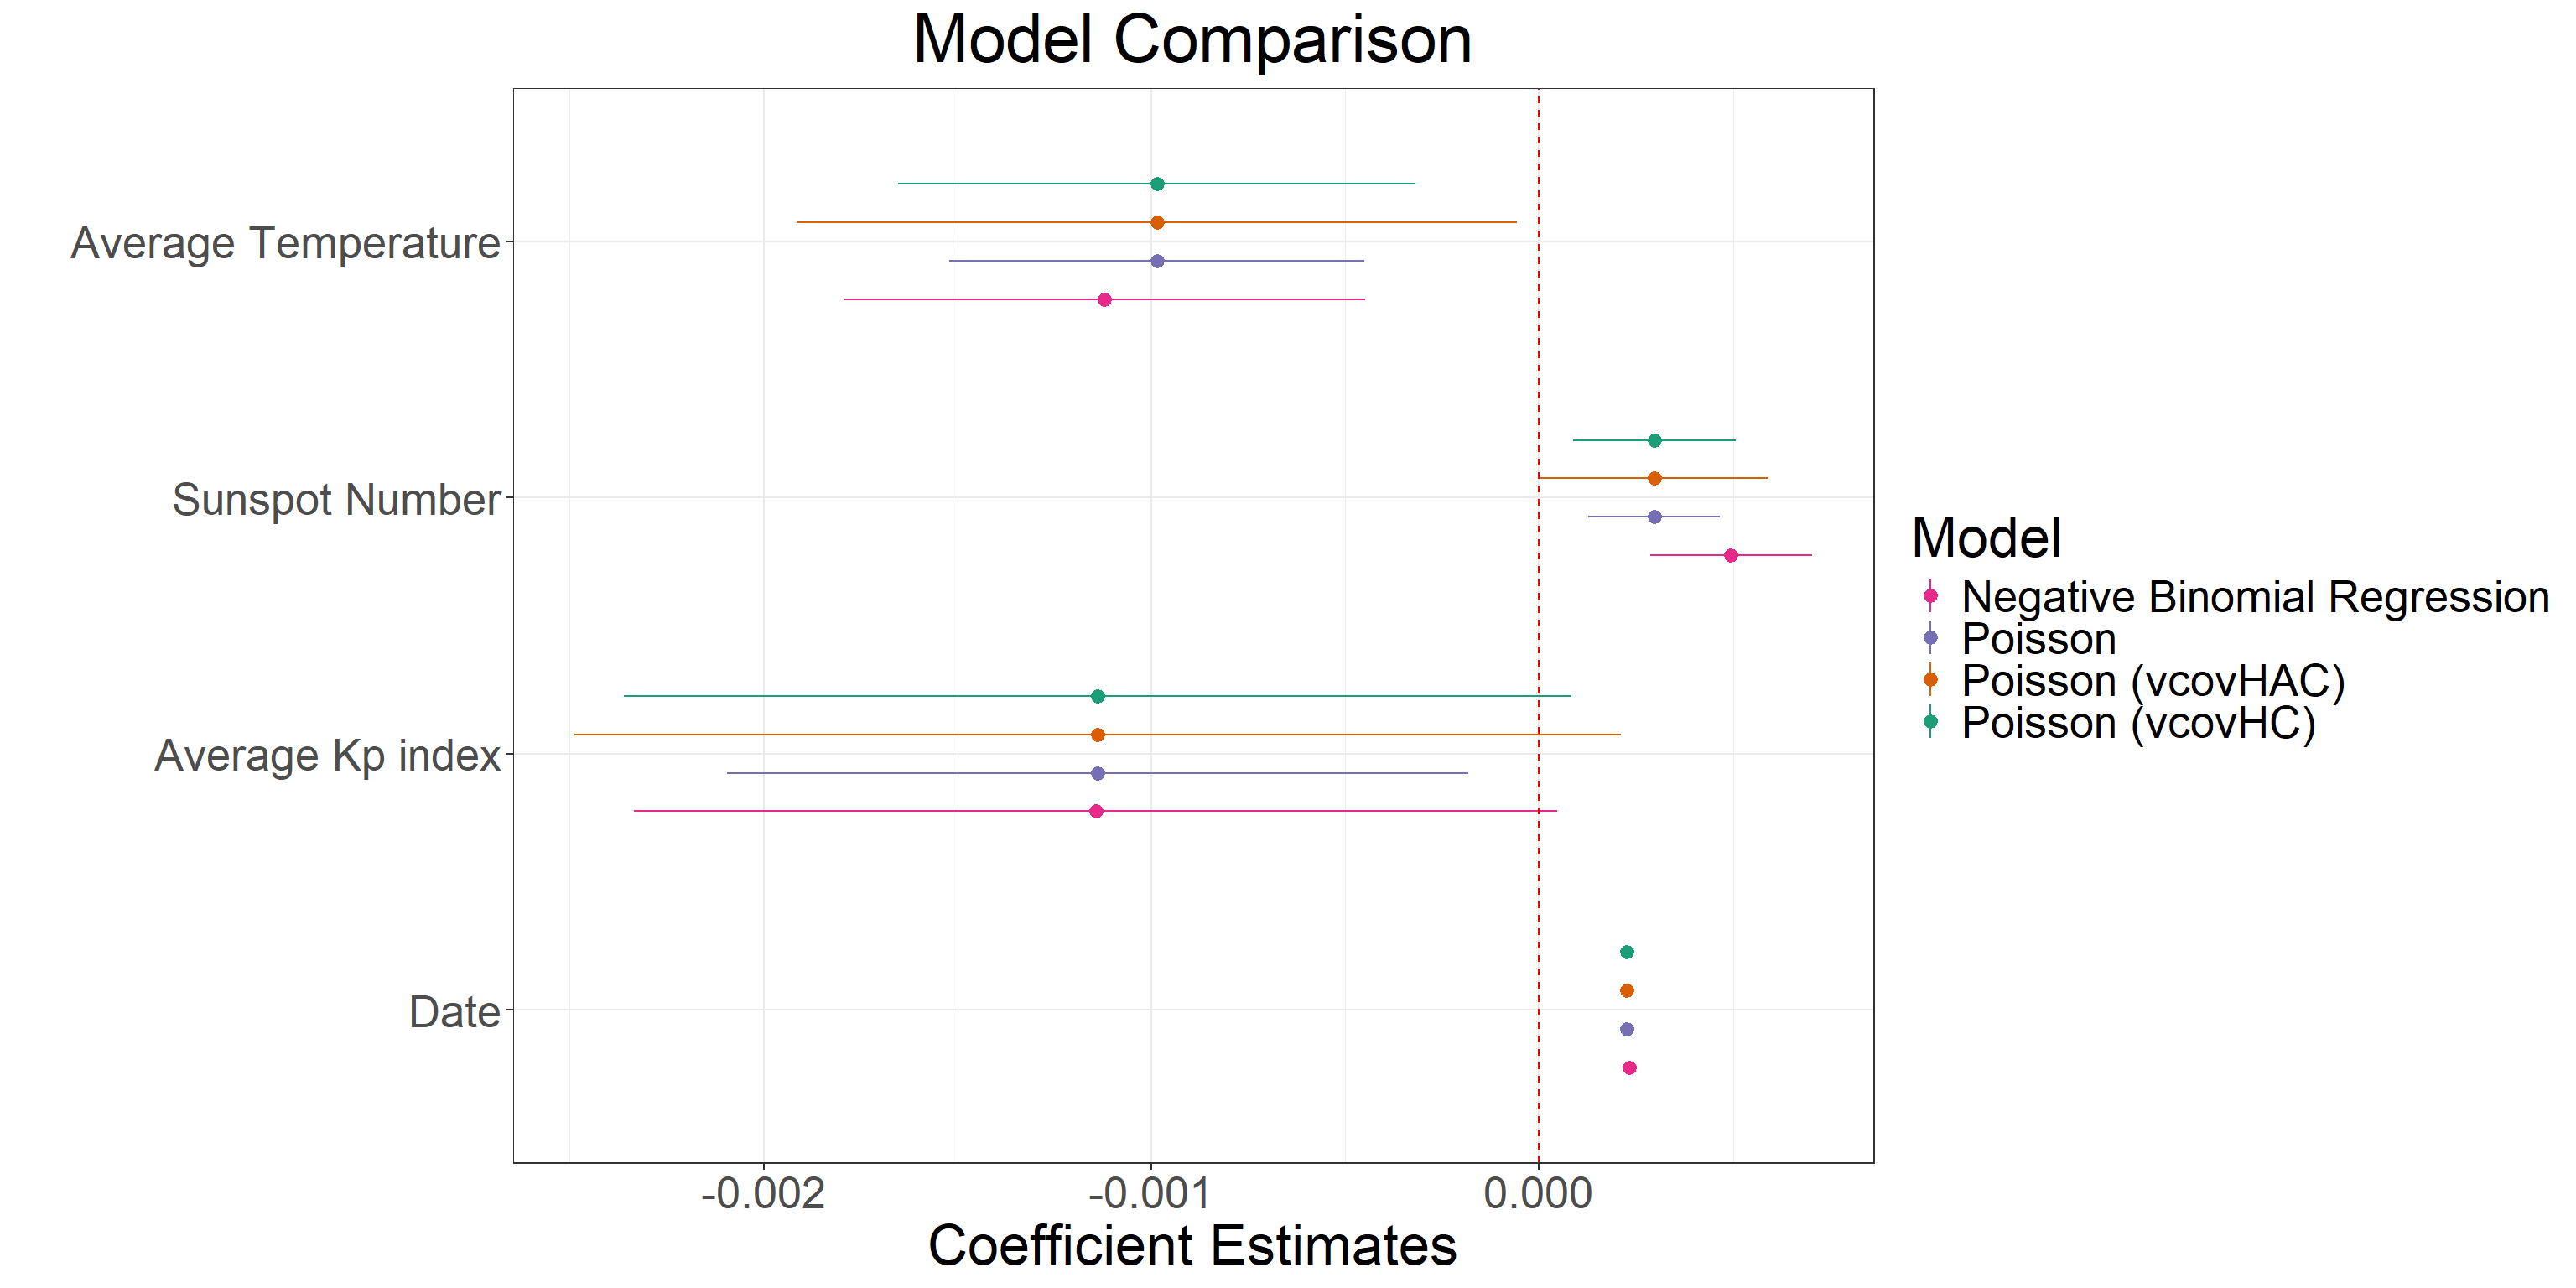 Model Comparison
Average Temperature
Sunspot Number
Average Kp index
Date
-0.002
-0.001
0.000
Coefficient Estimates
Model
Negative Binomial Regression
Poisson
Poisson (vcovHAC)
Poisson (vcovHC)